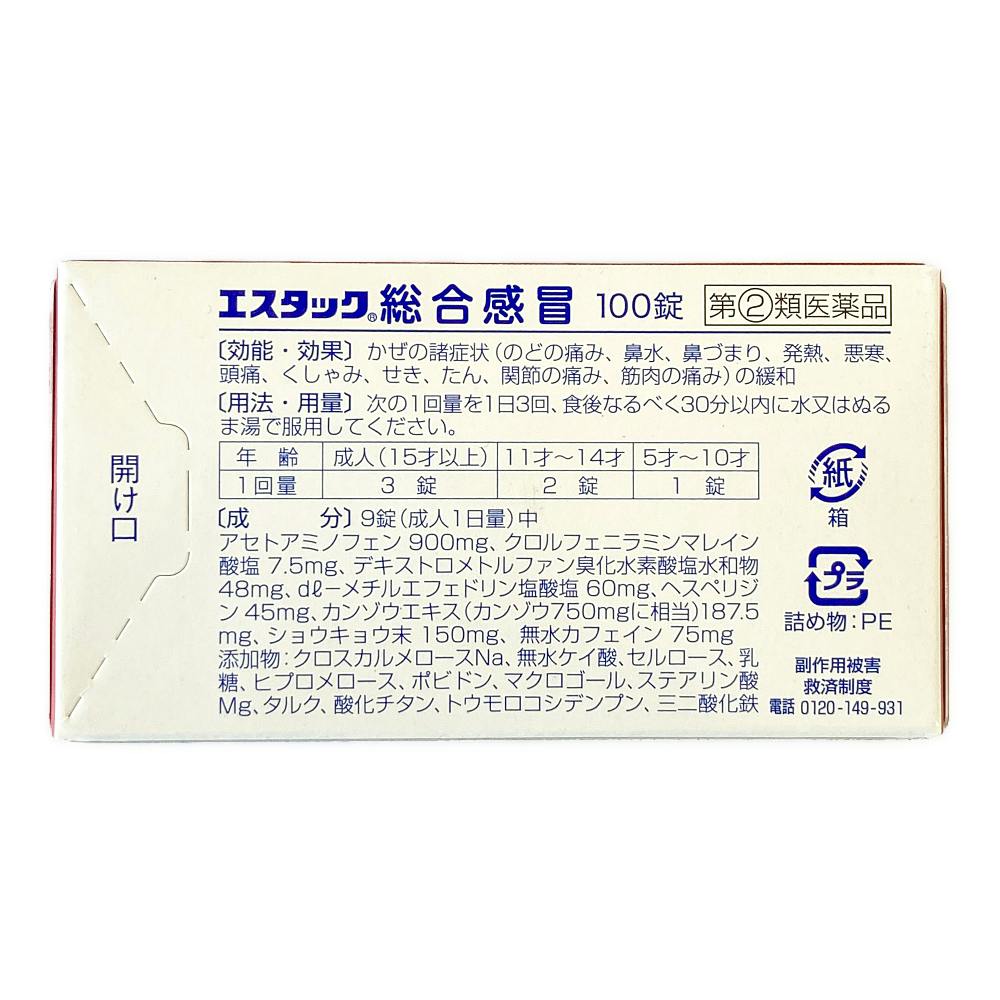 エスタック®総合感冒 100錠 第②類医薬品
〔効能・効果〕かぜの諸症状(のどの痛み、鼻水、鼻づまり、発熱、悪寒、
頭痛、くしゃみ、せき、たん、関節の痛み、筋肉の痛み)の緩和
〔用法・用量〕次の1回量を1日3回、食後なるべく30分以内に水又はぬる
ま湯で服用してください。
年齢 成人(15才以上) 11才〜14才 5才〜10才
1回量 3錠 2錠 1錠
〔成分〕9錠(成人1日量)中
アセトアミノフェン 900mg、クロルフェニラミンマレイン
酸塩 7.5mg、デキストロメトルファン臭化水素酸塩水和物
48mg、dℓ-メチルエフェドリン塩酸塩 60mg、ヘスペリジ
ン 45mg、カンゾウエキス(カンゾウ750mgに相当)187.5
mg、ショウキョウ末 150mg、無水カフェイン 75mg
添加物:クロスカルメロースNa、無水ケイ酸、セルロース、乳
糖、ヒプロメロース、ポビドン、マクロゴール、ステアリン酸
Mg、タルク、酸化チタン、トウモロコシデンプン、三二酸化鉄
開け口
紙
箱
プラ
詰め物:PE
副作用被害
救済制度
電話 0120-149-931